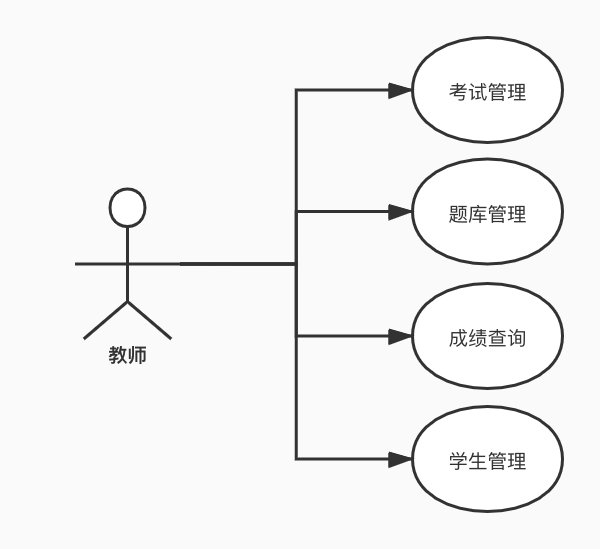 考试管理
题库管理
成绩查询
学生管理
教师